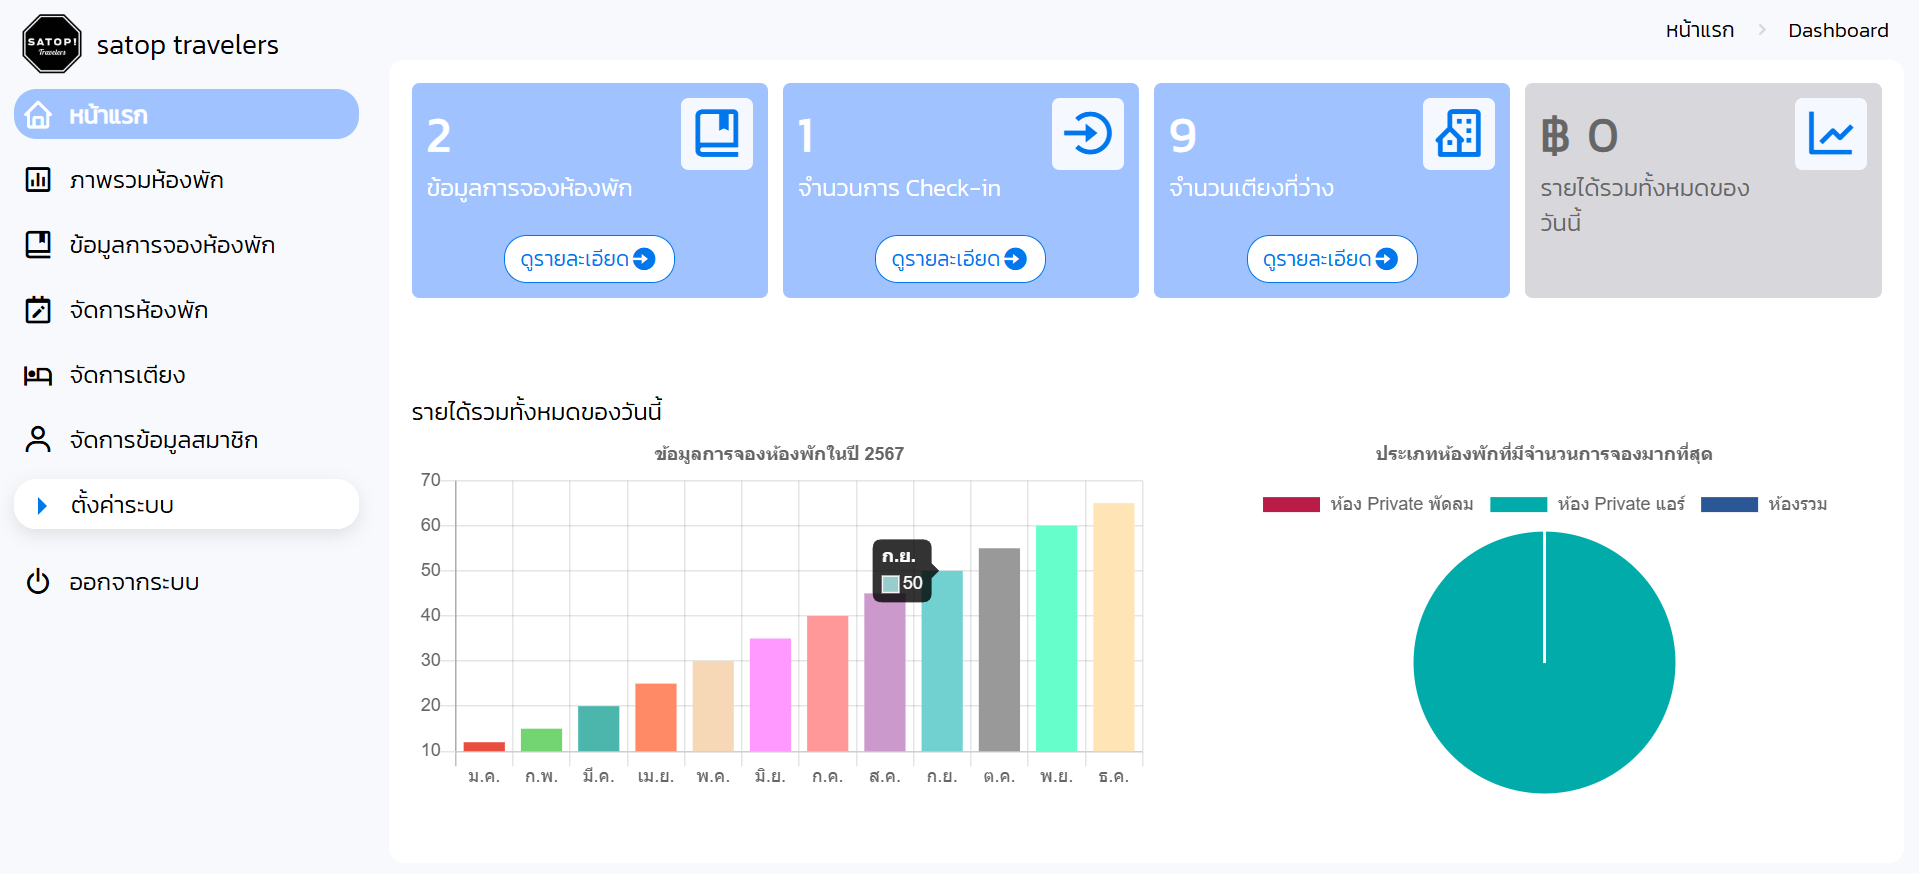 SATOP!
Travelers
satop travelers
หน้าแรก
ภาพรวมห้องพัก
ข้อมูลการจองห้องพัก
จัดการห้องพัก
จัดการเตียง
จัดการข้อมูลสมาชิก
ตั้งค่าระบบ
ออกจากระบบ
หน้าแรก > Dashboard
2
ข้อมูลการจองห้องพัก
ดูรายละเอียด
1
จำนวนการ Check-in
ดูรายละเอียด
9
จำนวนเตียงที่ว่าง
ดูรายละเอียด
฿ 0
รายได้รวมทั้งหมดของ
วันนี้
รายได้รวมทั้งหมดของวันนี้
ข้อมูลการจองห้องพักในปี 2567
70
60
50
40
30
20
10
ก.ย.
50
ม.ค. ก.พ. มี.ค. เม.ย. พ.ค. มิ.ย. ก.ค. ส.ค. ก.ย. ต.ค. พ.ย. ธ.ค.
ประเภทห้องพักที่มีจำนวนการจองมากที่สุด
ห้อง Private พัดลม ห้อง Private แอร์ ห้องรวม